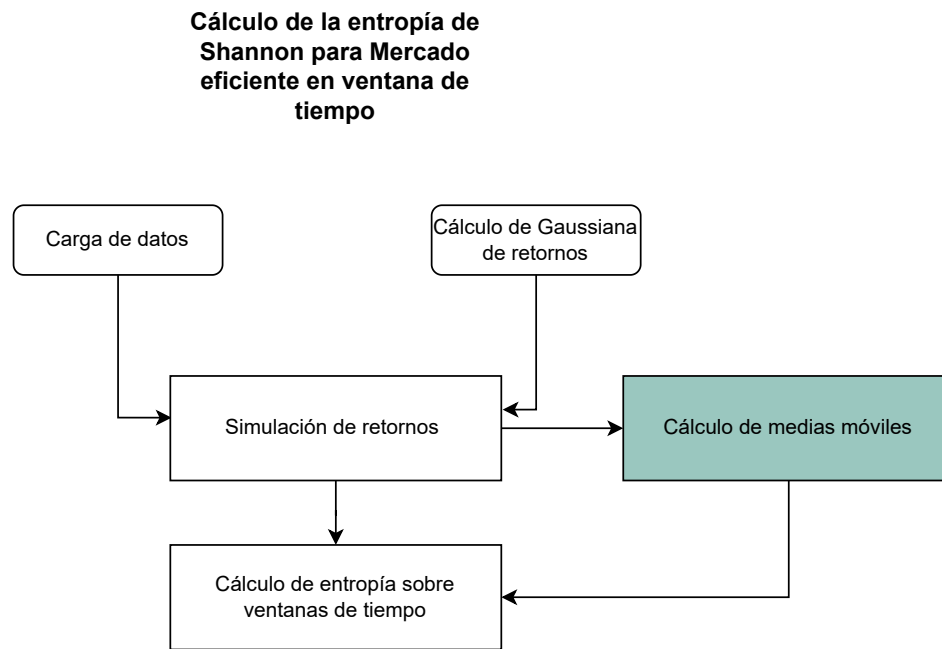 Cálculo de la entropía de
Shannon para Mercado
eficiente en ventana de
tiempo
Carga de datos
Cálculo de Gaussiana
de retornos
Simulación de retornos
Cálculo de medias móviles
Cálculo de entropía sobre
ventanas de tiempo